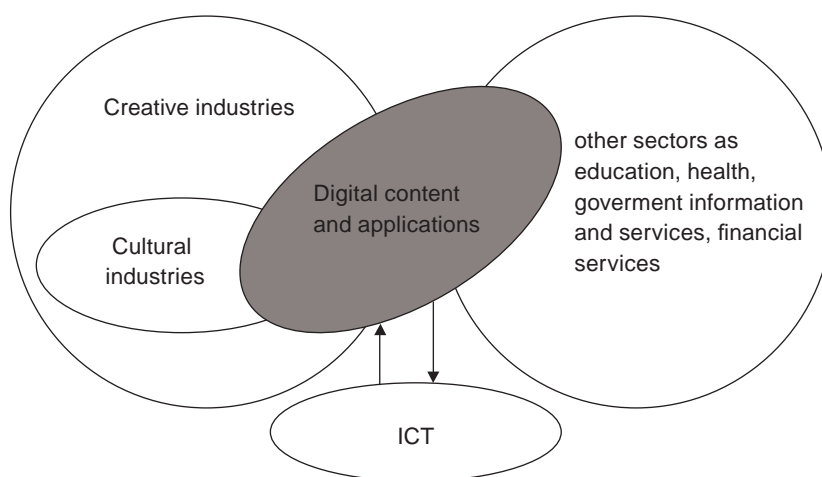 Creative industries
Cultural
industries
Digital content
and applications
other sectors as
education, health,
goverment information
and services, financial
services
ICT